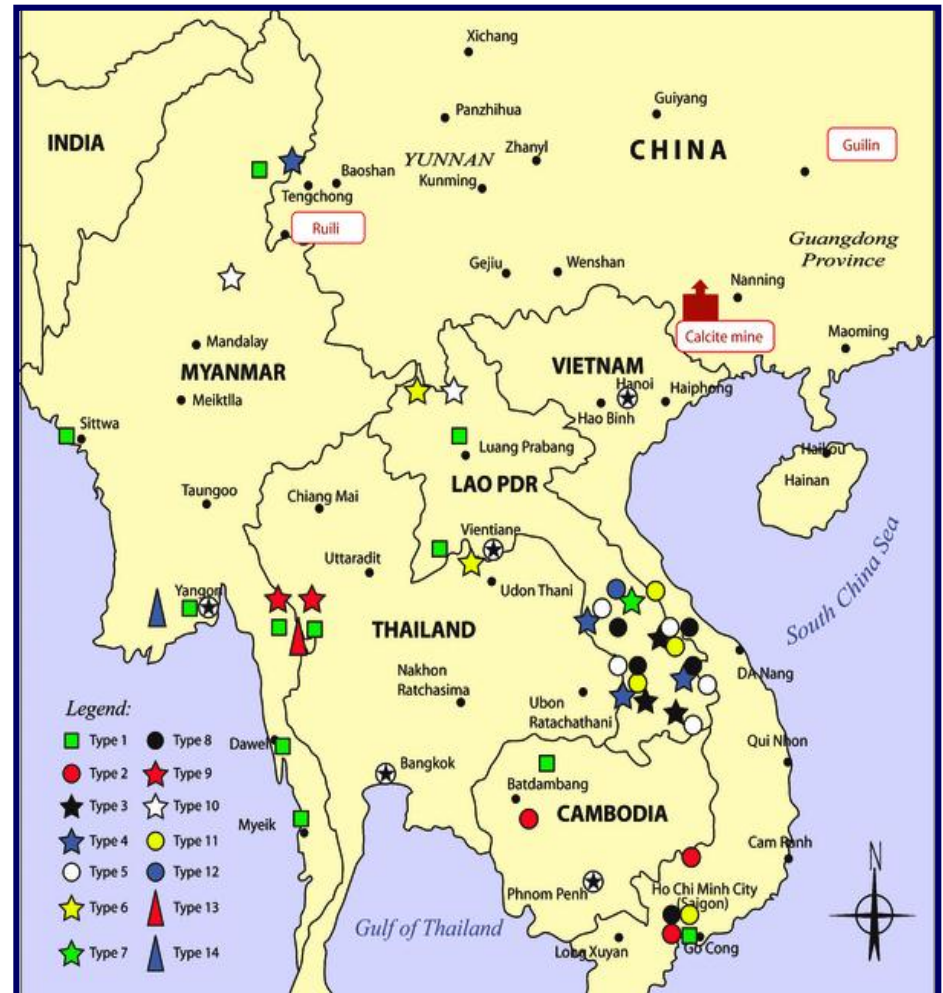 Xichang
Panzhihua
Guiyang
INDIA
CHINA
Guilin
YUNNAN
Zhanyl
Kunming
Baoshan
Tengchong
Ruili
Guangdong
Province
Gejiu
Wenshan
Nanning
Calcite mine
Maoming
Mandalay
MYANMAR
Meiktlla
VIETNAM
Hanoi
Haiphong
Hao Binh
Sittwa
Luang Prabang
LAO PDR
Haikou
Hainan
Taungoo
Chiang Mai
Vientiane
Uttaradit
Udon Thani
South China Sea
Yangon
THAILAND
Nakhon
Ratchasima
Ubon
Ratachathani
DA Nang
Legend:
Type 1
Type 8
Type 2
Type 9
Type 3
Type 10
Type 4
Type 11
Type 5
Type 12
Type 6
Type 13
Type 7
Type 14
Dawei
Qui Nhon
Bangkok
Batdambang
CAMBODIA
Myeik
Cam Ranh
N
Phnom Penh
Ho Chi Minh City
(Saigon)
Gulf of Thailand
Long Xuyan
Go Cong